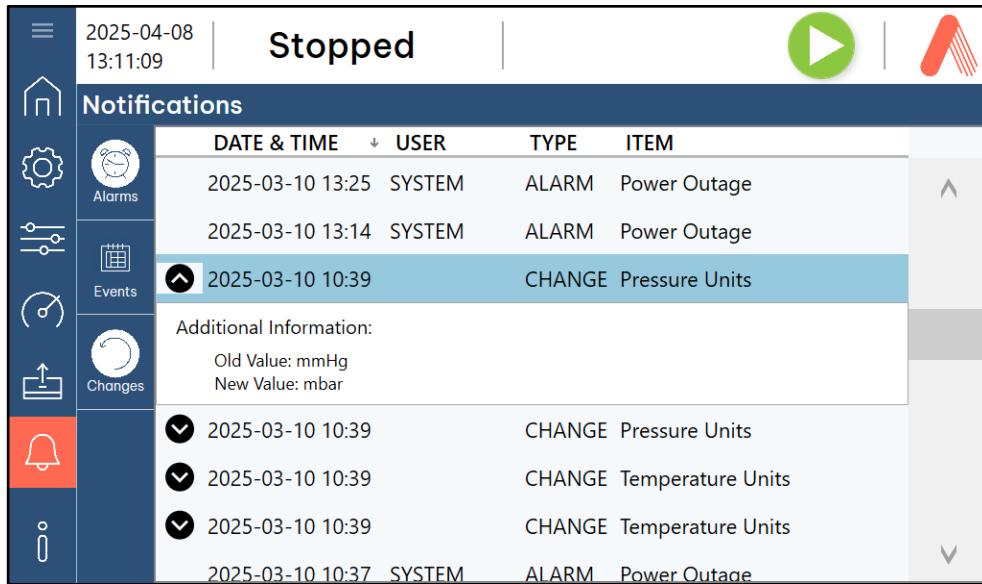 2025-04-08
13:11:09
Stopped
Notifications
DATE & TIME USER TYPE ITEM
Alarms
2025-03-10 13:25 SYSTEM ALARM Power Outage
2025-03-10 13:14 SYSTEM ALARM Power Outage
Events
2025-03-10 10:39 CHANGE Pressure Units
Additional Information:
Old Value: mmHg
New Value: mbar
Changes
2025-03-10 10:39 CHANGE Pressure Units
2025-03-10 10:39 CHANGE Temperature Units
2025-03-10 10:39 CHANGE Temperature Units
2025-03-10 10:37 SYSTEM ALARM Power Outage